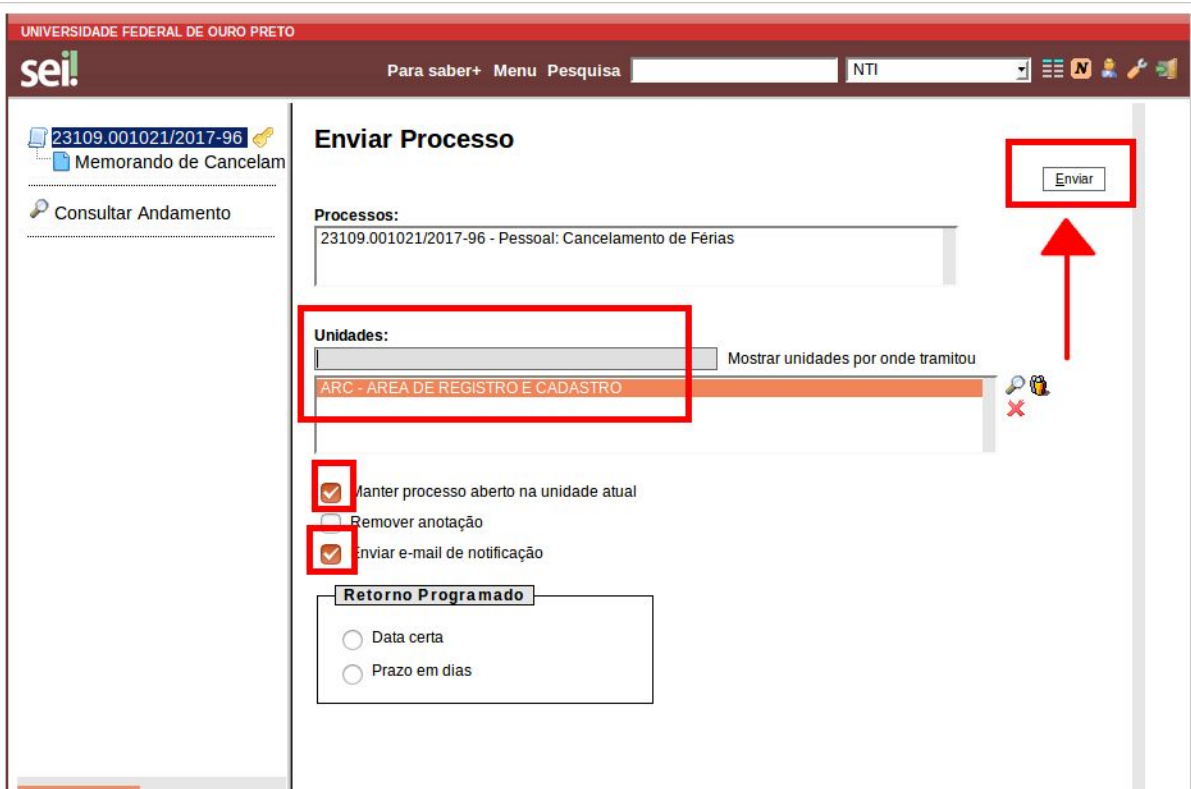 UNIVERSIDADE FEDERAL DE OURO PRETO
sei!
Para saber+ Menu Pesquisa
NTI
N
23109.001021/2017-96
Memorando de Cancelam
Consultar Andamento
Enviar Processo
Enviar
Processos:
23109.001021/2017-96 - Pessoal: Cancelamento de Férias
Unidades:
Mostrar unidades por onde tramitou
ARC - AREA DE REGISTRO E CADASTRO
Manter processo aberto na unidade atual
Remover anotação
Enviar e-mail de notificação
Retorno Programado
Data certa
Prazo em dias